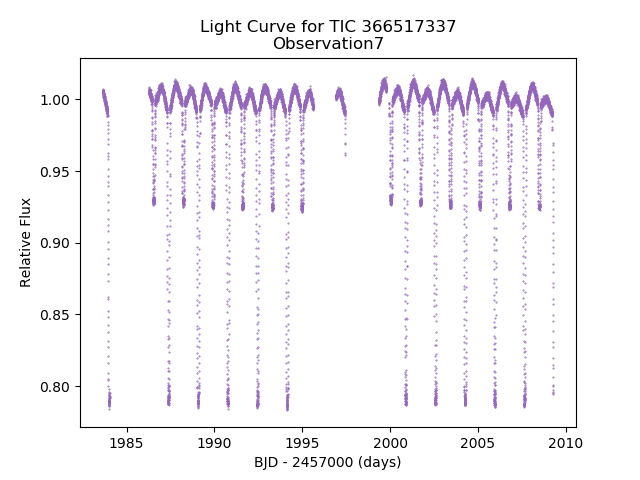 Light Curve for TIC 366517337
Observation7
1.00
0.95
0.90
0.85
0.80
Relative Flux
1985
1990
1995
2000
2005
2010
BJD - 2457000 (days)